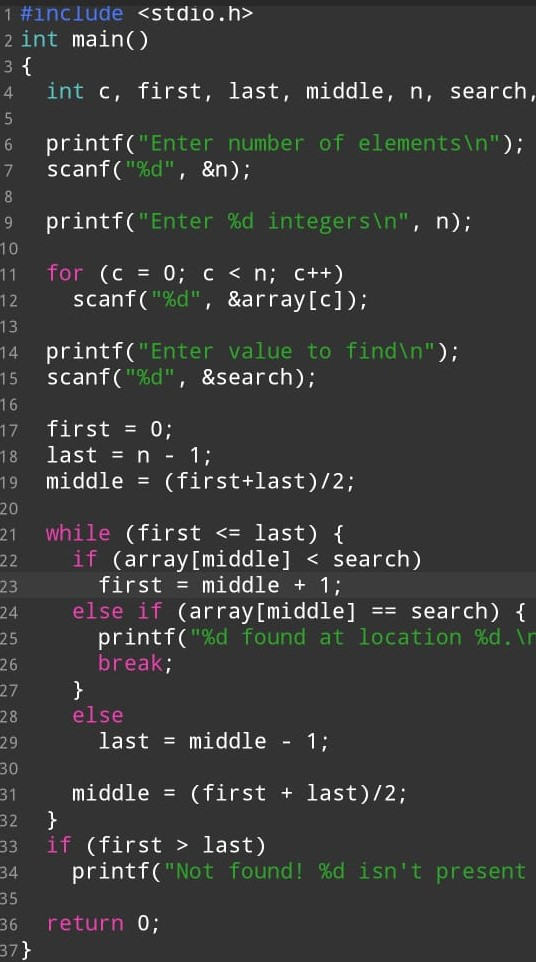 1 #include <stdio.h>
2 int main()
3 {
4   int c, first, last, middle, n, search,
5
6   printf("Enter number of elements\n");
7   scanf("%d", &n);
8
9   printf("Enter %d integers\n", n);
10
11   for (c = 0; c < n; c++)
12     scanf("%d", &array[c]);
13
14   printf("Enter value to find\n");
15   scanf("%d", &search);
16
17   first = 0;
18   last = n - 1;
19   middle = (first+last)/2;
20
21   while (first <= last) {
22     if (array[middle] < search)
23       first = middle + 1;
24     else if (array[middle] == search) {
25       printf("%d found at location %d.\n
26       break;
27     }
28     else
29       last = middle - 1;
30
31     middle = (first + last)/2;
32   }
33   if (first > last)
34     printf("Not found! %d isn't present
35
36   return 0;
37 }